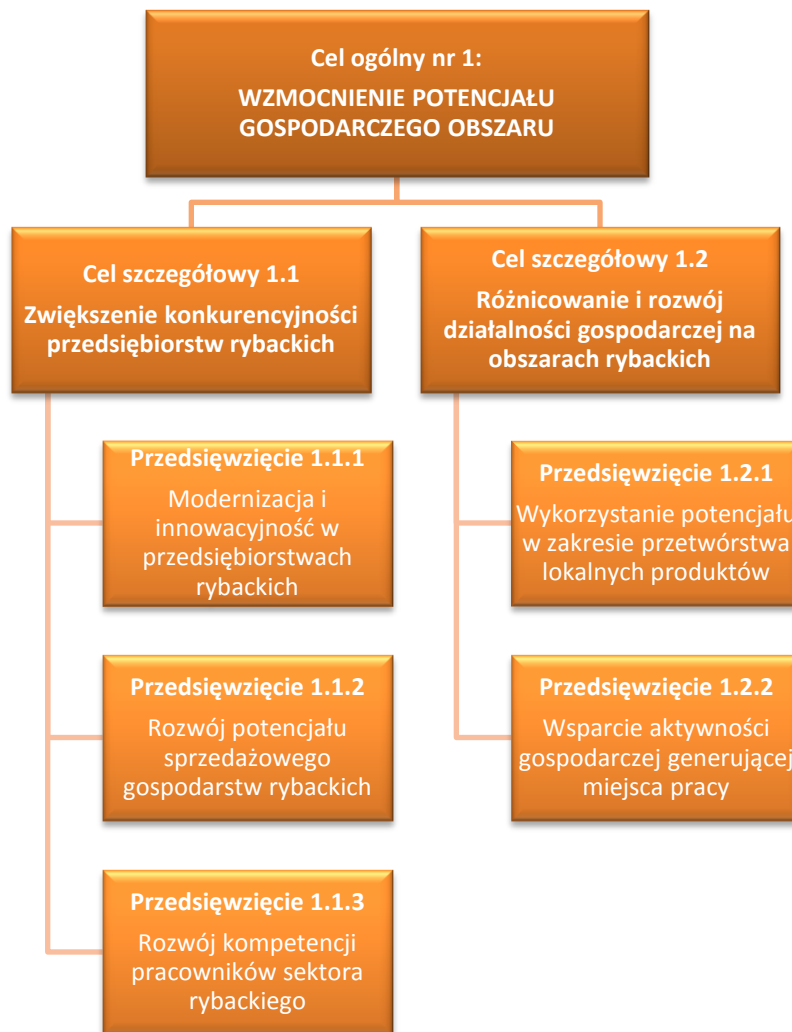 Cel ogólny nr 1:
WZMOCNIENIE POTENCJAŁU
GOSPODARCZEGO OBSZARU
Cel szczegółowy 1.1
Zwiększenie konkurencyjności
przedsiębiorstw rybackich
Cel szczegółowy 1.2
Różnicowanie i rozwój
działalności gospodarczej na
obszarach rybackich
Przedsięwzięcie 1.1.1
Modernizacja i
innowacyjność w
przedsiębiorstwach
rybackich
Przedsięwzięcie 1.2.1
Wykorzystanie potencjału
w zakresie przetwórstwa
lokalnych produktów
Przedsięwzięcie 1.1.2
Rozwój potencjału
sprzedażowego
gospodarstw rybackich
Przedsięwzięcie 1.2.2
Wsparcie aktywności
gospodarczej generującej
miejsca pracy
Przedsięwzięcie 1.1.3
Rozwój kompetencji
pracowników sektora
rybackiego